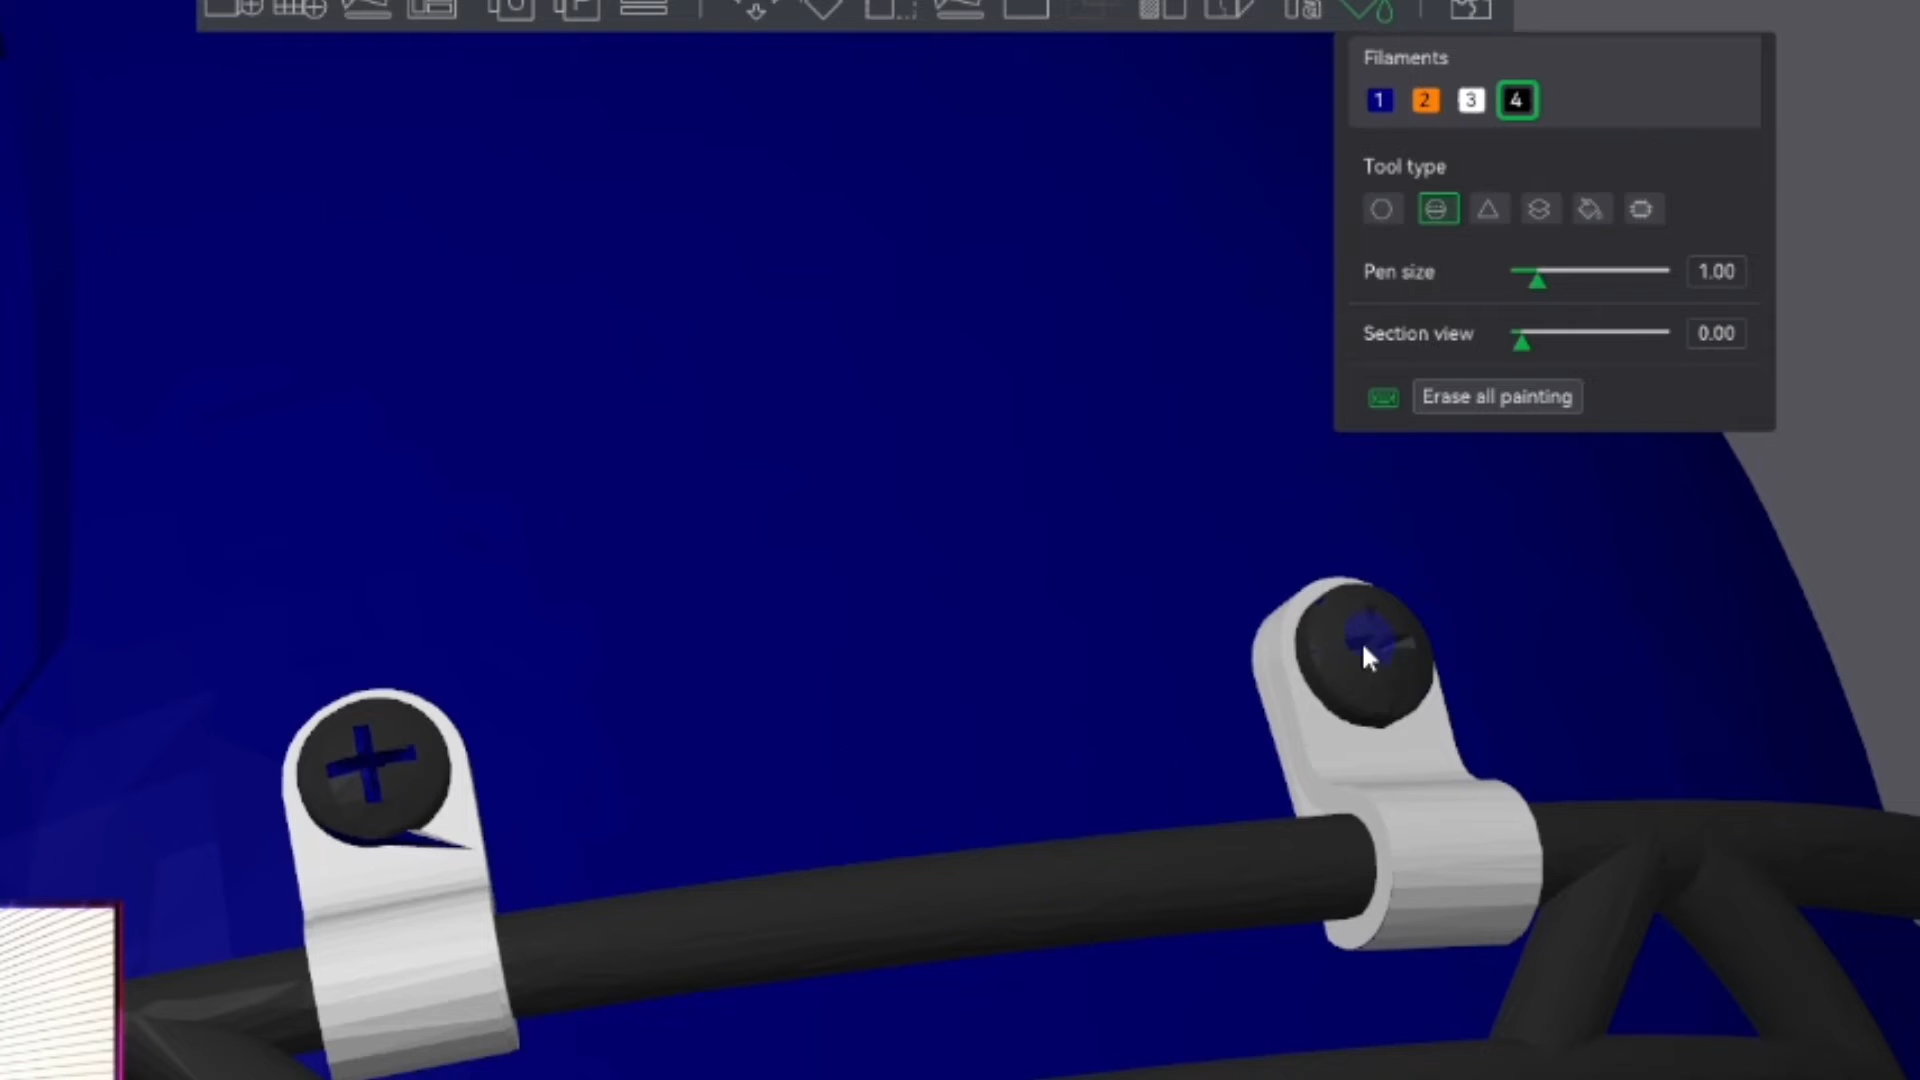 Filaments
1 2 3 4
Tool type
Pen size 1.00
Section view 0.00
Erase all painting